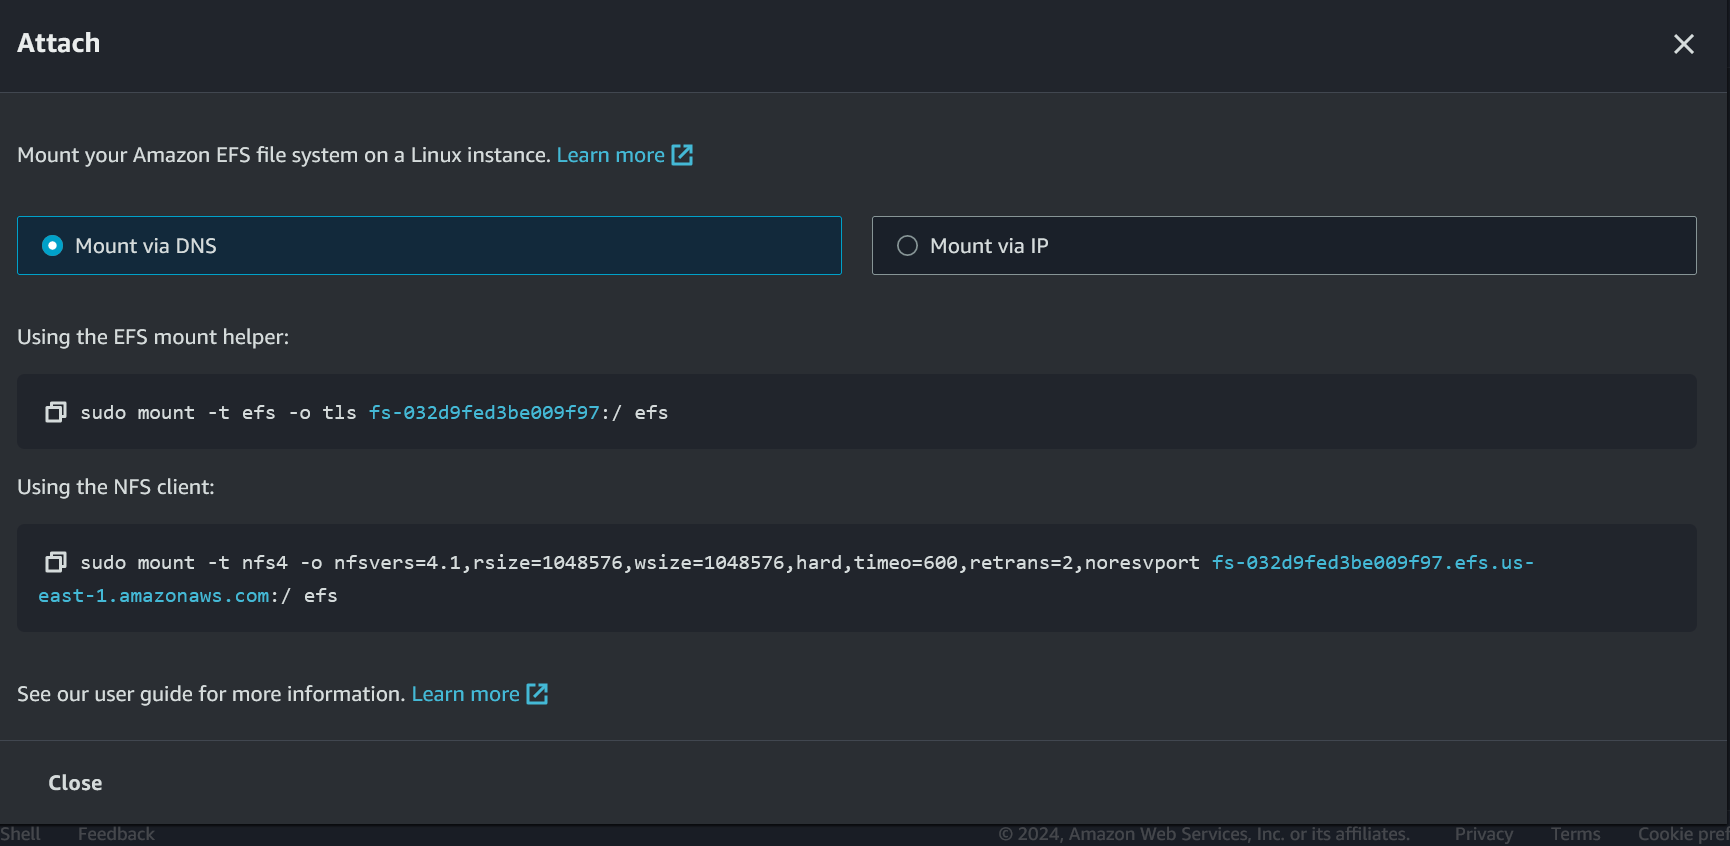 Attach
Mount your Amazon EFS file system on a Linux instance. Learn more
Mount via DNS
Mount via IP
Using the EFS mount helper:
sudo mount -t efs -o tls fs-032d9fed3be009f97:/ efs
Using the NFS client:
sudo mount -t nfs4 -o nfsvers=4.1,rsize=1048576,wsize=1048576,hard,timeo=600,retrans=2,noresvport fs-032d9fed3be009f97.efs.us-
east-1.amazonaws.com:/ efs
See our user guide for more information. Learn more
Close
Shell Feedback © 2024, Amazon Web Services, Inc. or its affiliates. Privacy Terms Cookie pref